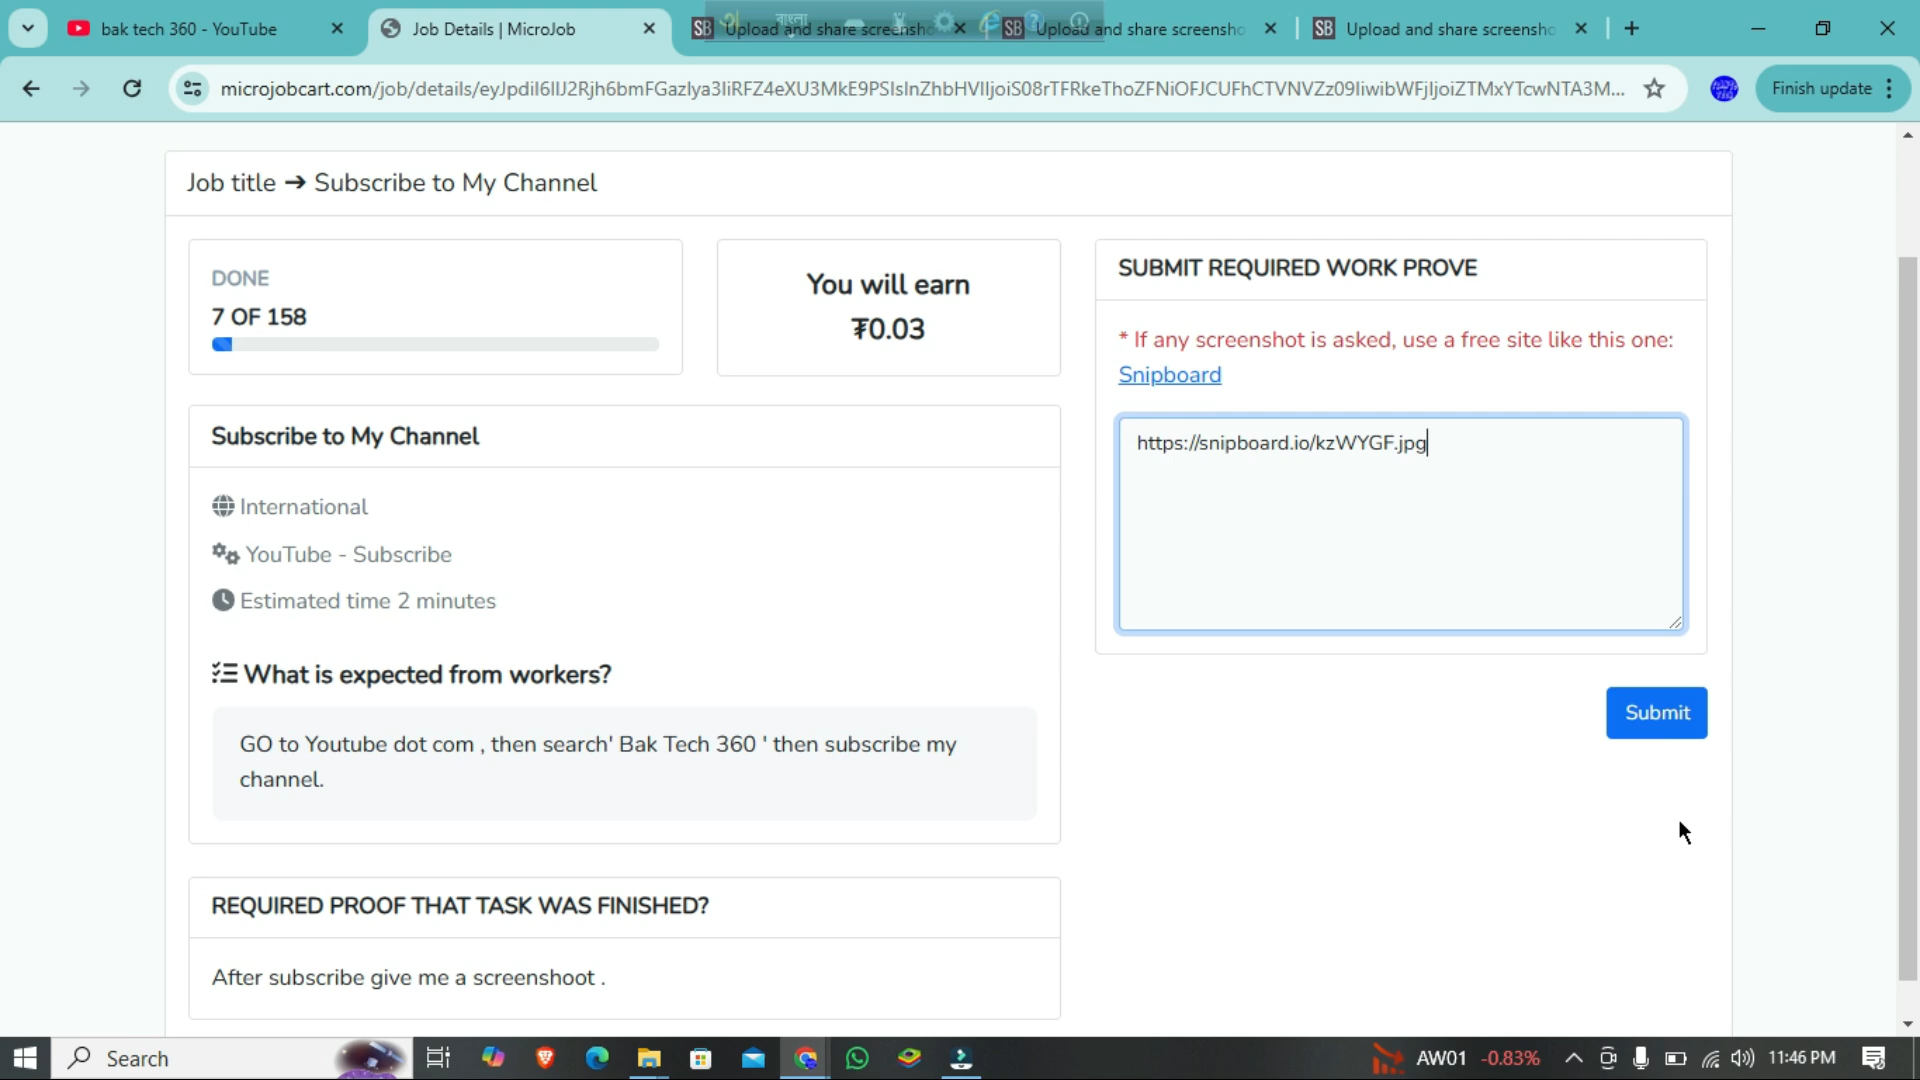 bak tech 360 - YouTube
Job Details | MicroJob
Upload and share screensho
Upload and share screensho
Upload and share screensho
Finish update
Job title ➔ Subscribe to My Channel
DONE
7 OF 158
You will earn
₮0.03
SUBMIT REQUIRED WORK PROVE
* If any screenshot is asked, use a free site like this one:
Snipboard
https://snipboard.io/kzWYGF.jpg
Submit
Subscribe to My Channel
International
YouTube - Subscribe
Estimated time 2 minutes
What is expected from workers?
GO to Youtube dot com , then search' Bak Tech 360 ' then subscribe my
channel.
REQUIRED PROOF THAT TASK WAS FINISHED?
After subscribe give me a screenshoot .
Search
AW01 -0.83%
11:46 PM